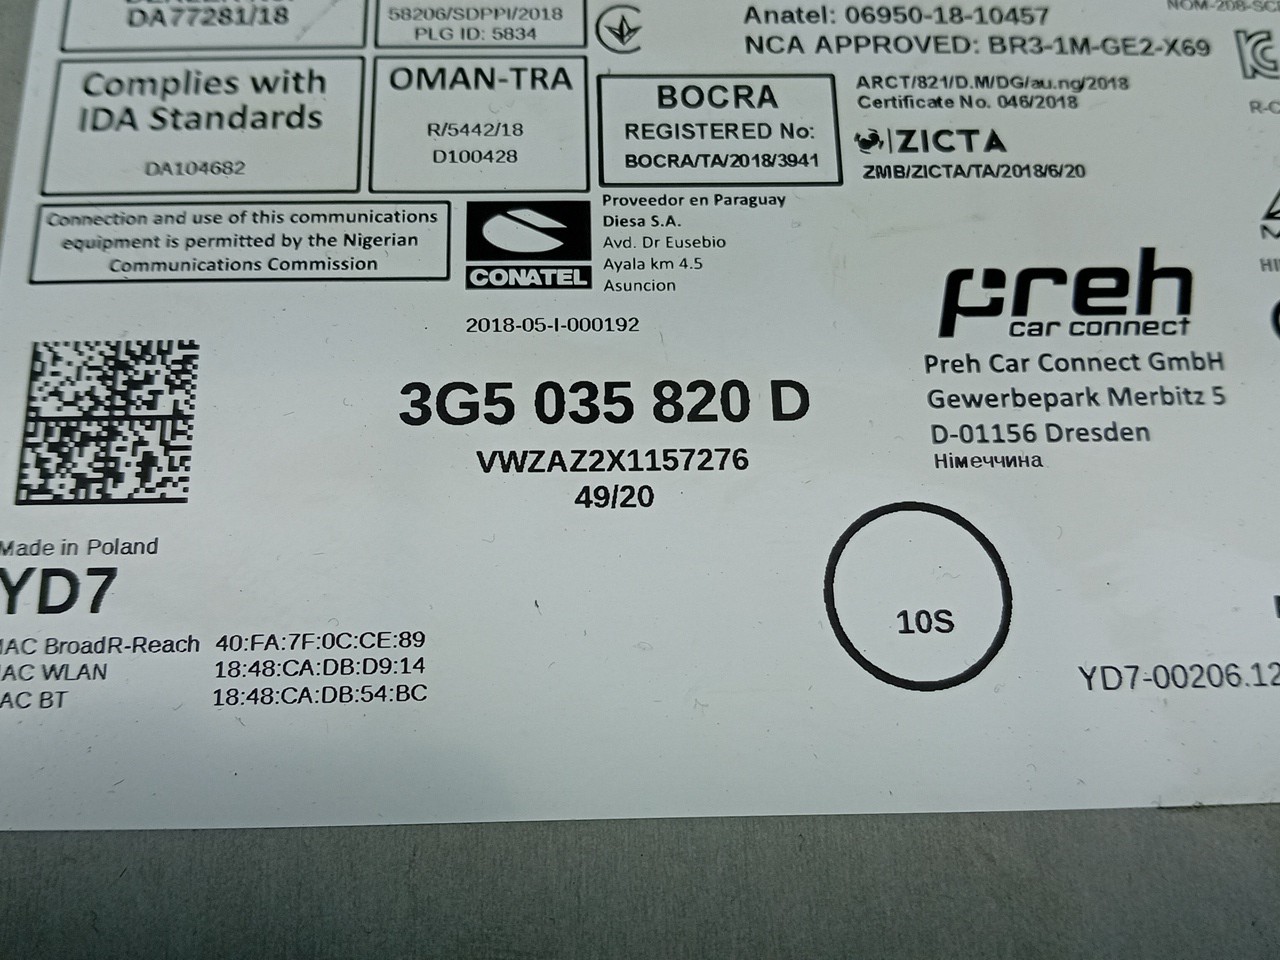 DA77281/18
58206/SDPPI/2018
PLG ID: 5834
Anatel: 06950-18-10457
NCA APPROVED: BR3-1M-GE2-X69
Complies with
IDA Standards
DA104682
OMAN-TRA
R/5442/18
D100428
BOCRA
REGISTERED No:
BOCRA/TA/2018/3941
ARCT/821/D.M/DG/au.ng/2018
Certificate No. 046/2018
ZICTA
ZMB/ZICTA/TA/2018/6/20
Connection and use of this communications
equipment is permitted by the Nigerian
Communications Commission
CONATEL
Proveedor en Paraguay
Diesa S.A.
Avd. Dr Eusebio
Ayala km 4.5
Asuncion
2018-05-I-000192
preh
car connect
Preh Car Connect GmbH
Gewerbepark Merbitz 5
D-01156 Dresden
Німеччина
3G5 035 820 D
VWZAZ2X1157276
49/20
Made in Poland
YD7
AC BroadR-Reach 40:FA:7F:0C:CE:89
AC WLAN 18:48:CA:DB:D9:14
AC BT 18:48:CA:DB:54:BC
10S
YD7-00206.12